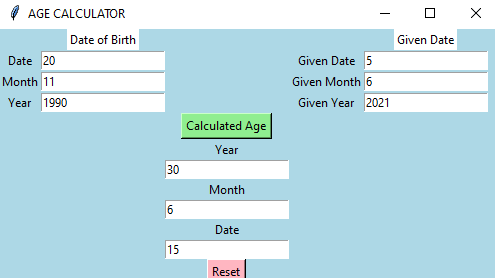 AGE CALCULATOR
Date of Birth Given Date
Date 20 Given Date 5
Month 11 Given Month 6
Year 1990 Given Year 2021
Calculated Age
Year
30
Month
6
Date
15
Reset